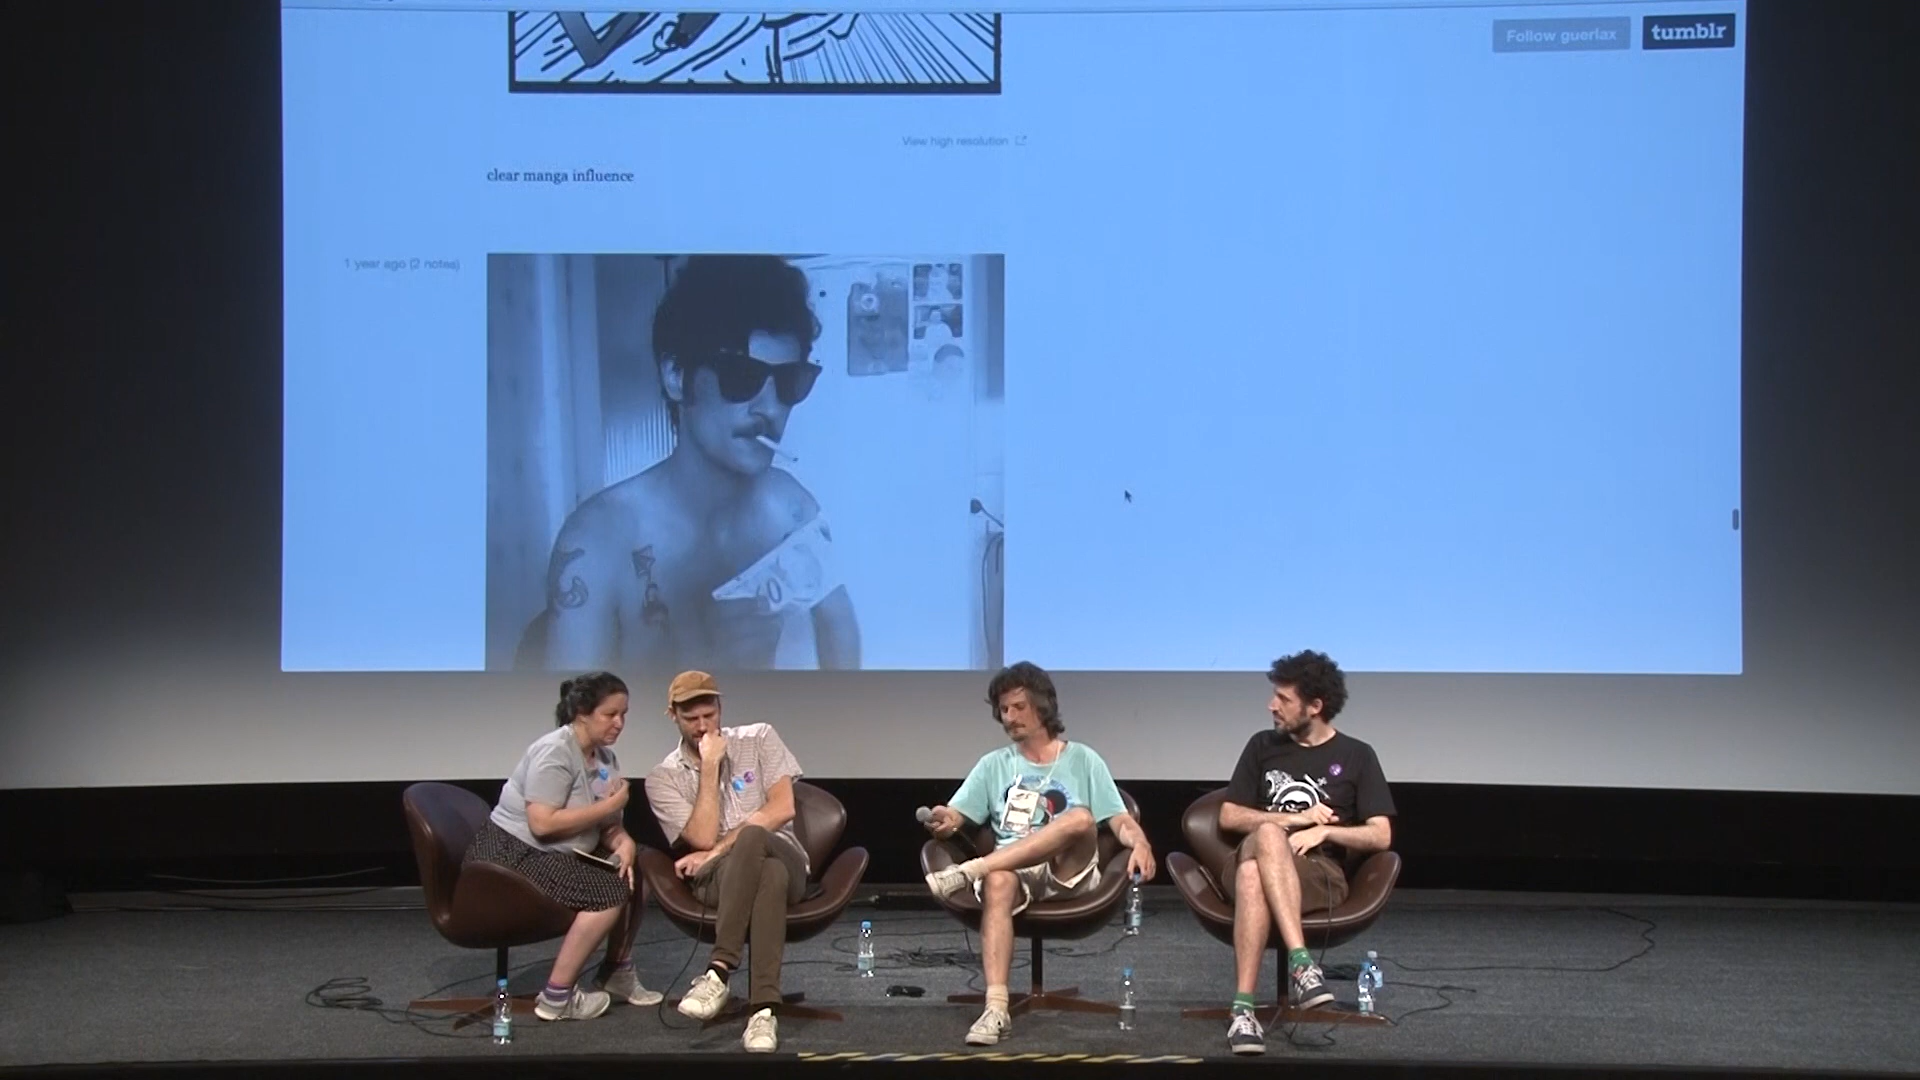 Follow guerlax
tumblr
View high resolution
clear manga influence
1 year ago (2 notes)